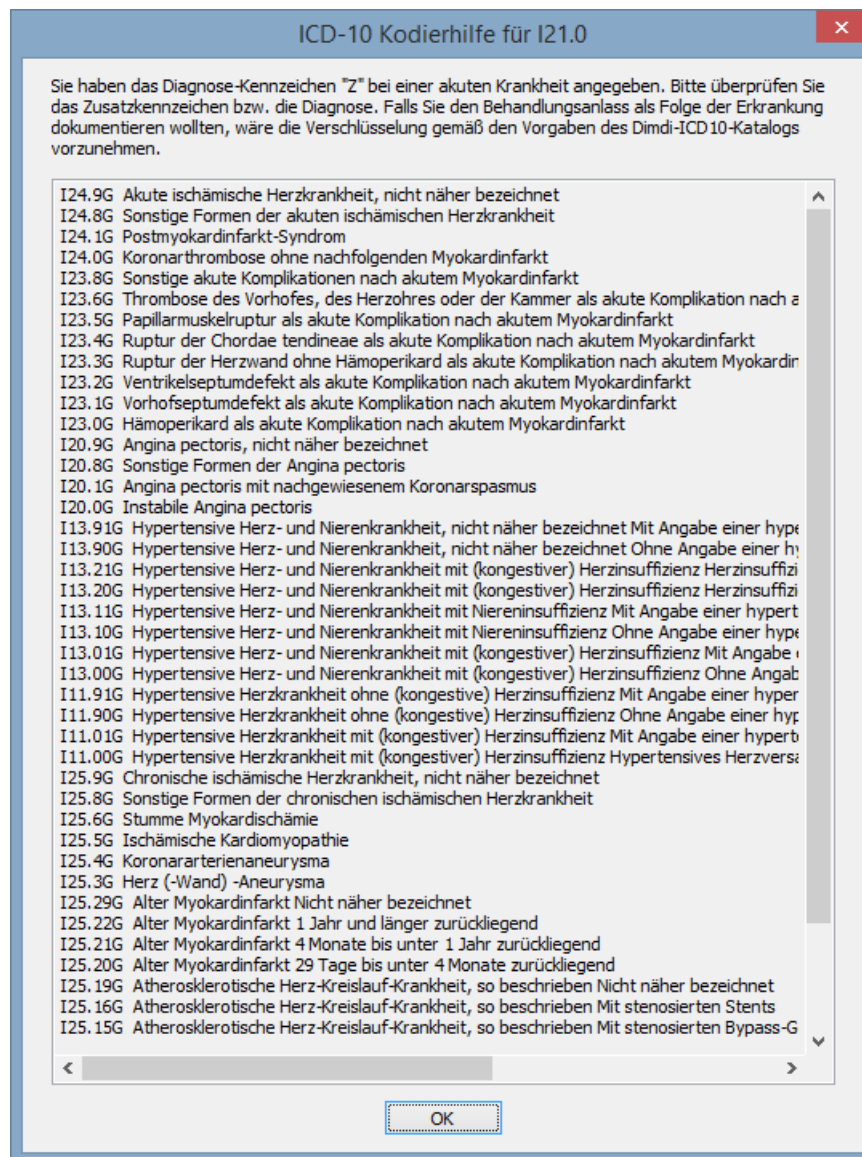 ICD-10 Kodierhilfe für I21.0
Sie haben das Diagnose-Kennzeichen "Z" bei einer akuten Krankheit angegeben. Bitte überprüfen Sie
das Zusatzkennzeichen bzw. die Diagnose. Falls Sie den Behandlungsanlass als Folge der Erkrankung
dokumentieren wollten, wäre die Verschlüsselung gemäß den Vorgaben des Dimdi-ICD10-Katalogs
vorzunehmen.
I24.9G Akute ischämische Herzkrankheit, nicht näher bezeichnet
I24.8G Sonstige Formen der akuten ischämischen Herzkrankheit
I24.1G Postmyokardinfarkt-Syndrom
I24.0G Koronarthrombose ohne nachfolgenden Myokardinfarkt
I23.8G Sonstige akute Komplikationen nach akutem Myokardinfarkt
I23.6G Thrombose des Vorhofes, des Herzohres oder der Kammer als akute Komplikation nach a
I23.5G Papillarmuskelruptur als akute Komplikation nach akutem Myokardinfarkt
I23.4G Ruptur der Chordae tendineae als akute Komplikation nach akutem Myokardinfarkt
I23.3G Ruptur der Herzwand ohne Hämoperikard als akute Komplikation nach akutem Myokardin
I23.2G Ventrikelseptumdefekt als akute Komplikation nach akutem Myokardinfarkt
I23.1G Vorhofseptumdefekt als akute Komplikation nach akutem Myokardinfarkt
I23.0G Hämoperikard als akute Komplikation nach akutem Myokardinfarkt
I20.9G Angina pectoris, nicht näher bezeichnet
I20.8G Sonstige Formen der Angina pectoris
I20.1G Angina pectoris mit nachgewiesenem Koronarspasmus
I20.0G Instabile Angina pectoris
I13.91G Hypertensive Herz- und Nierenkrankheit, nicht näher bezeichnet Mit Angabe einer hype
I13.90G Hypertensive Herz- und Nierenkrankheit, nicht näher bezeichnet Ohne Angabe einer hy
I13.21G Hypertensive Herz- und Nierenkrankheit mit (kongestiver) Herzinsuffizienz Herzinsuffizi
I13.20G Hypertensive Herz- und Nierenkrankheit mit (kongestiver) Herzinsuffizienz Herzinsuffizi
I13.11G Hypertensive Herz- und Nierenkrankheit mit Niereninsuffizienz Mit Angabe einer hypert
I13.10G Hypertensive Herz- und Nierenkrankheit mit Niereninsuffizienz Ohne Angabe einer hype
I13.01G Hypertensive Herz- und Nierenkrankheit mit (kongestiver) Herzinsuffizienz Mit Angabe
I13.00G Hypertensive Herz- und Nierenkrankheit mit (kongestiver) Herzinsuffizienz Ohne Angab
I11.91G Hypertensive Herzkrankheit ohne (kongestive) Herzinsuffizienz Mit Angabe einer hyper
I11.90G Hypertensive Herzkrankheit ohne (kongestive) Herzinsuffizienz Ohne Angabe einer hyp
I11.01G Hypertensive Herzkrankheit mit (kongestiver) Herzinsuffizienz Mit Angabe einer hyperte
I11.00G Hypertensive Herzkrankheit mit (kongestiver) Herzinsuffizienz Hypertensives Herzversa
I25.9G Chronische ischämische Herzkrankheit, nicht näher bezeichnet
I25.8G Sonstige Formen der chronischen ischämischen Herzkrankheit
I25.6G Stumme Myokardischämie
I25.5G Ischämische Kardiomyopathie
I25.4G Koronararterienaneurysma
I25.3G Herz (-Wand) -Aneurysma
I25.29G Alter Myokardinfarkt Nicht näher bezeichnet
I25.22G Alter Myokardinfarkt 1 Jahr und länger zurückliegend
I25.21G Alter Myokardinfarkt 4 Monate bis unter 1 Jahr zurückliegend
I25.20G Alter Myokardinfarkt 29 Tage bis unter 4 Monate zurückliegend
I25.19G Atherosklerotische Herz-Kreislauf-Krankheit, so beschrieben Nicht näher bezeichnet
I25.16G Atherosklerotische Herz-Kreislauf-Krankheit, so beschrieben Mit stenosierten Stents
I25.15G Atherosklerotische Herz-Kreislauf-Krankheit, so beschrieben Mit stenosierten Bypass-G
OK